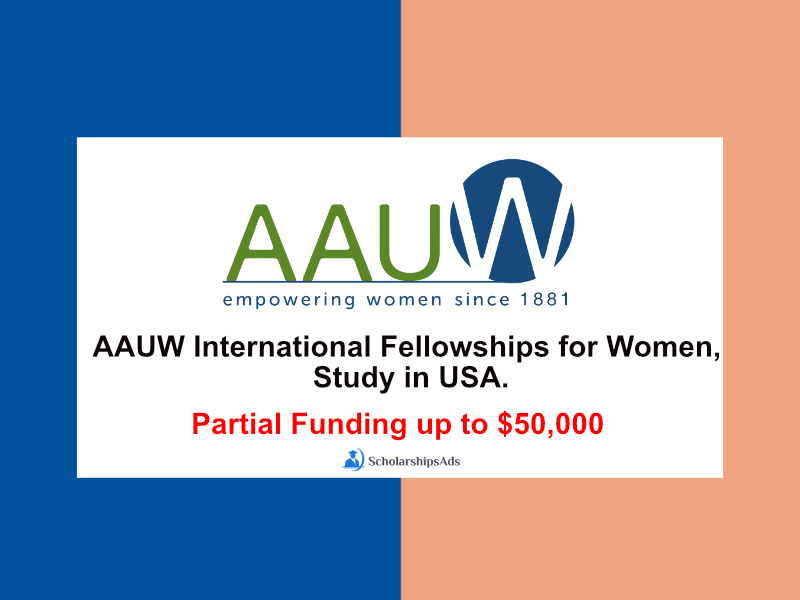 AAUW
empowering women since 1881
AAUW International Fellowships for Women,
Study in USA.
Partial Funding up to $50,000
ScholarshipsAds